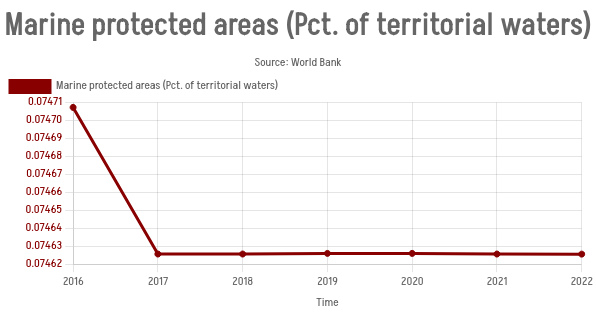 Marine protected areas (Pct. of territorial waters)
Source: World Bank
Marine protected areas (Pct. of territorial waters)
0.07471
0.07470
0.07469
0.07468
0.07467
0.07466
0.07465
0.07464
0.07463
0.07462
2016 2017 2018 2019 2020 2021 2022
Time